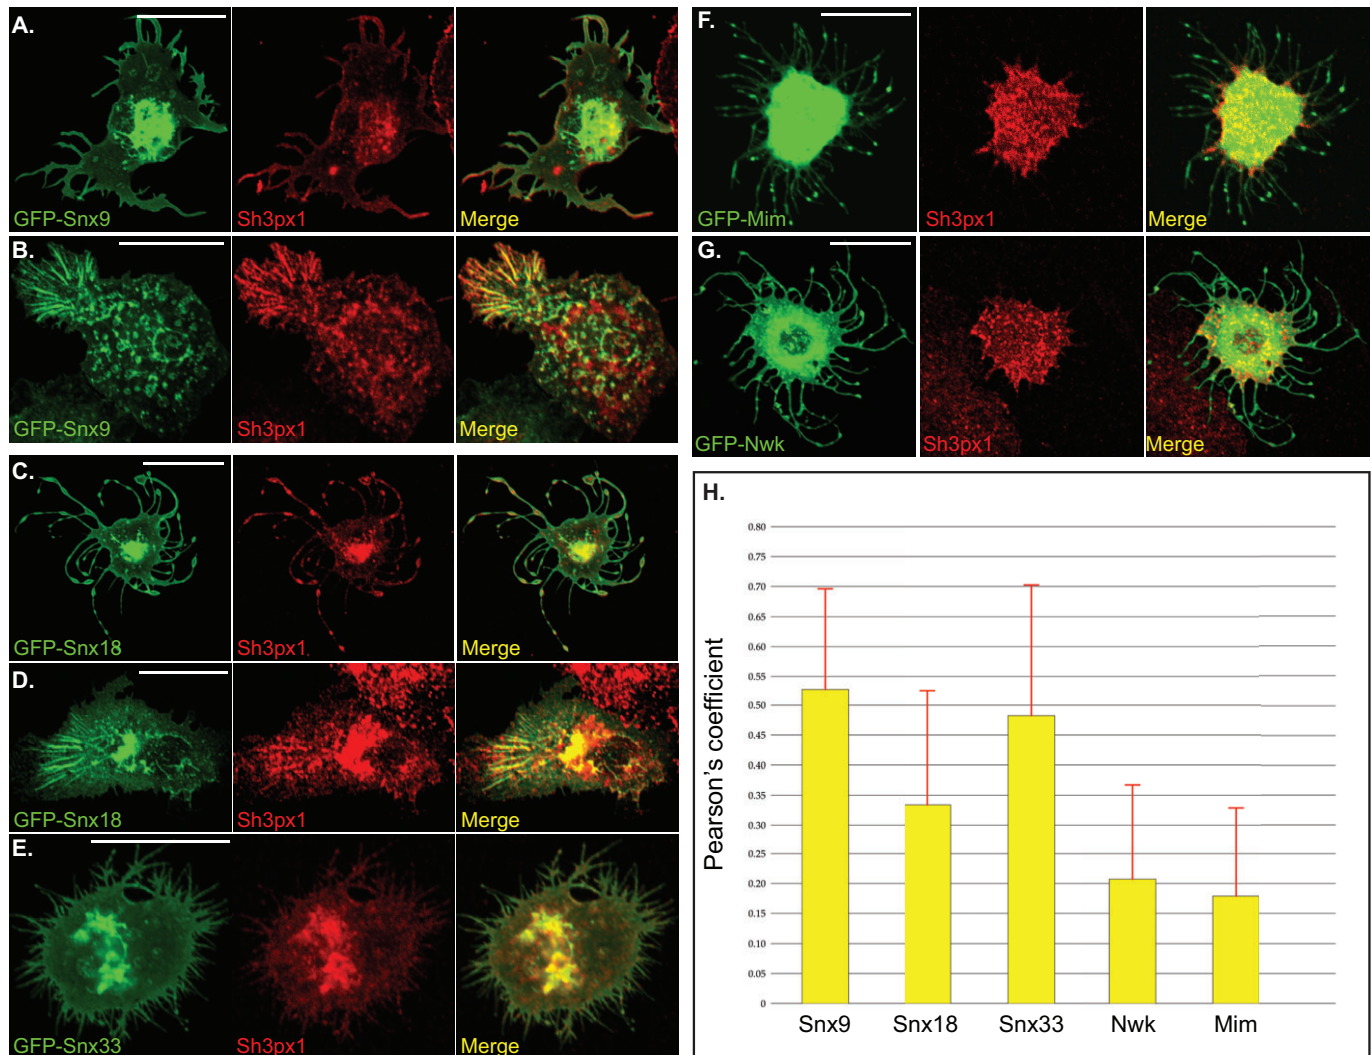 A.
GFP-Snx9
Sh3px1
Merge
B.
GFP-Snx9
Sh3px1
Merge
C.
GFP-Snx18
Sh3px1
Merge
D.
GFP-Snx18
Sh3px1
Merge
E.
GFP-Snx33
Sh3px1
Merge
F.
GFP-Mim
Sh3px1
Merge
G.
GFP-Nwk
Sh3px1
Merge
H.
Pearson's coefficient
0.80
0.75
0.70
0.65
0.60
0.55
0.50
0.45
0.40
0.35
0.30
0.25
0.20
0.15
0.10
0.05
0
Snx9 Snx18 Snx33 Nwk Mim